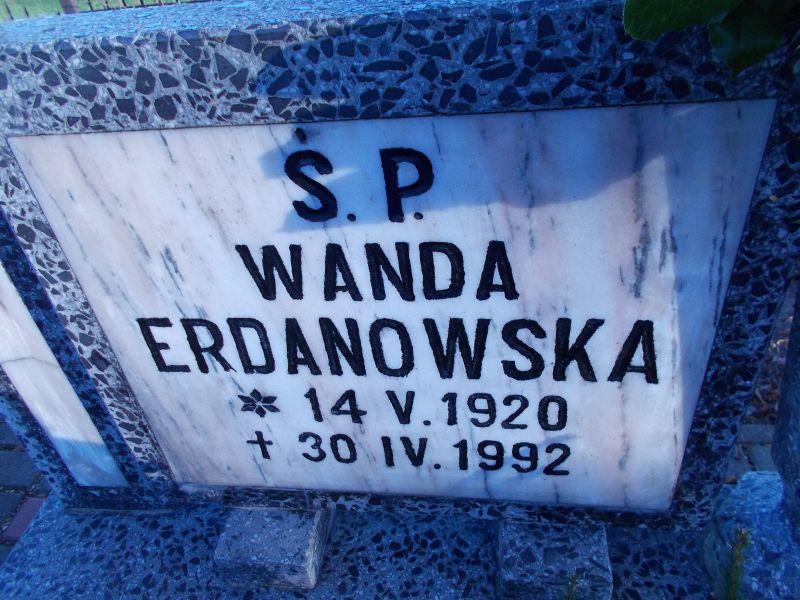 Ś. P.
WANDA
ERDANOWSKA
* 14 V. 1920
+ 30 IV. 1992